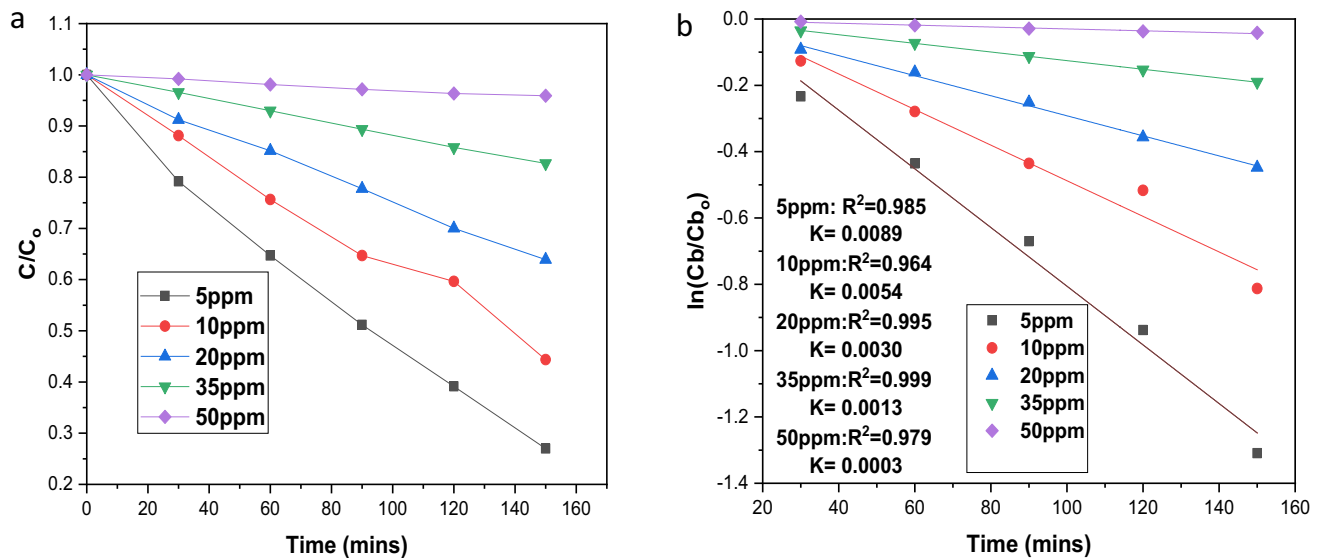 a
1.1
1.0
0.9
0.8
0.7
0.6
0.5
0.4
0.3
0.2
C/Cₒ
5ppm
10ppm
20ppm
35ppm
50ppm
0 20 40 60 80 100 120 140 160
Time (mins)
b
0.0
-0.2
-0.4
-0.6
-0.8
-1.0
-1.2
-1.4
ln(Cb/Cbₒ)
5ppm: R²=0.985
K= 0.0089
10ppm:R²=0.964
K= 0.0054
20ppm:R²=0.995
K= 0.0030
35ppm:R²=0.999
K= 0.0013
50ppm:R²=0.979
K= 0.0003
5ppm
10ppm
20ppm
35ppm
50ppm
20 40 60 80 100 120 140 160
Time (mins)